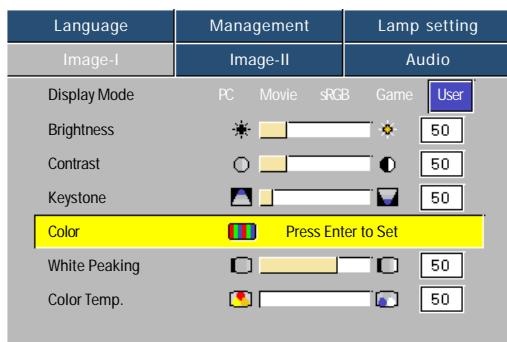 Language Management Lamp setting
Image-I Image-II Audio
Display Mode PC Movie sRGB Game User
Brightness 50
Contrast 50
Keystone 50
Color Press Enter to Set
White Peaking 50
Color Temp. 50